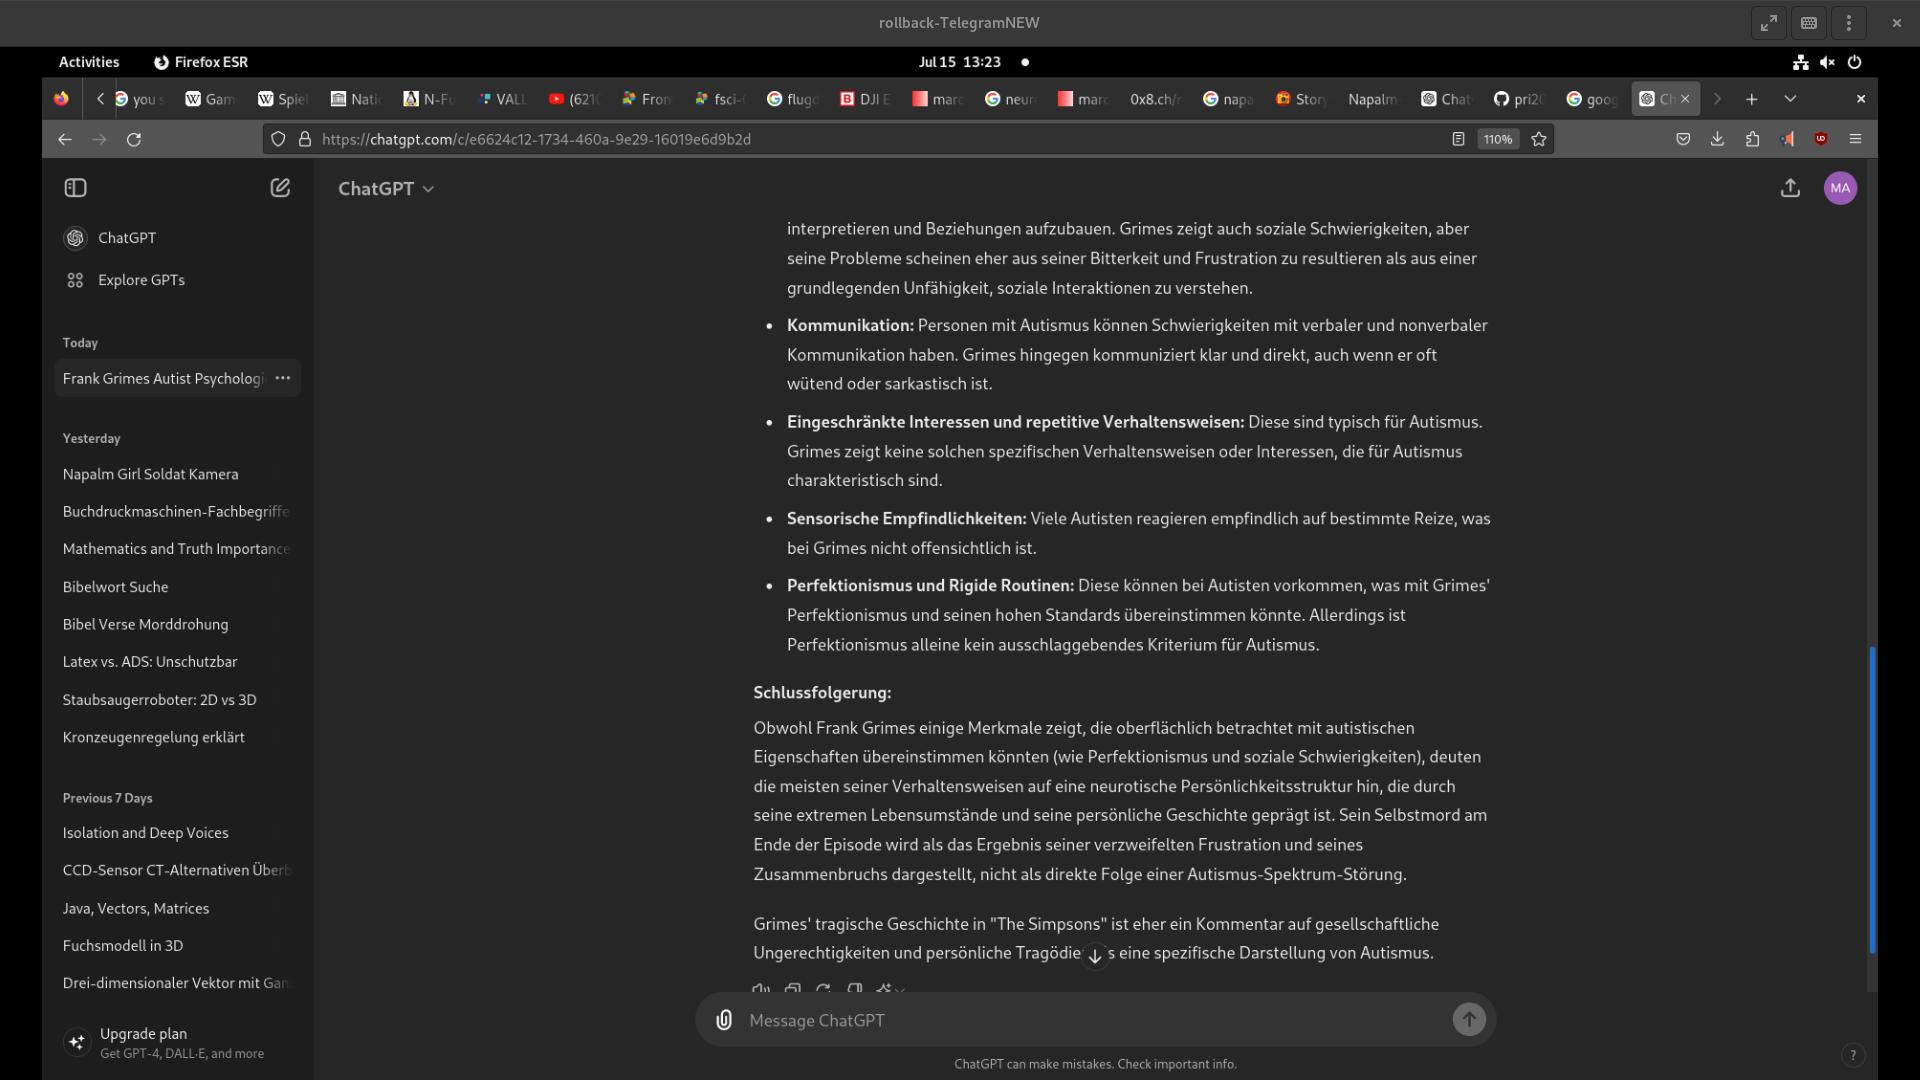 rollback-TelegramNEW
Activities
Firefox ESR
Jul 15 13:23
you
Gam
Spie
Natio
N-Fu
VALL
(621
Fron
fsci-
flug
DJI E
marc
neur
marc
0x8.ch/r
napa
Story
Napalm
Chat
pri20
goog
Ch
https://chatgpt.com/c/e6624c12-1734-460a-9e29-16019e6d9b2d
110%
ChatGPT
MA
ChatGPT
Explore GPTs
Today
Frank Grimes Autist Psychologi
Yesterday
Napalm Girl Soldat Kamera
Buchdruckmaschinen-Fachbegriffe
Mathematics and Truth Importance
Bibelwort Suche
Bibel Verse Morddrohung
Latex vs. ADS: Unschutzbar
Staubsaugerroboter: 2D vs 3D
Kronzeugenregelung erklärt
Previous 7 Days
Isolation and Deep Voices
CCD-Sensor CT-Alternativen Überb
Java, Vectors, Matrices
Fuchsmodell in 3D
Drei-dimensionaler Vektor mit Gan
Upgrade plan
Get GPT-4, DALL·E, and more
interpretieren und Beziehungen aufzubauen. Grimes zeigt auch soziale Schwierigkeiten, aber
seine Probleme scheinen eher aus seiner Bitterkeit und Frustration zu resultieren als aus einer
grundlegenden Unfähigkeit, soziale Interaktionen zu verstehen.
• Kommunikation: Personen mit Autismus können Schwierigkeiten mit verbaler und nonverbaler
Kommunikation haben. Grimes hingegen kommuniziert klar und direkt, auch wenn er oft
wütend oder sarkastisch ist.
• Eingeschränkte Interessen und repetitive Verhaltensweisen: Diese sind typisch für Autismus.
Grimes zeigt keine solchen spezifischen Verhaltensweisen oder Interessen, die für Autismus
charakteristisch sind.
• Sensorische Empfindlichkeiten: Viele Autisten reagieren empfindlich auf bestimmte Reize, was
bei Grimes nicht offensichtlich ist.
• Perfektionismus und Rigide Routinen: Diese können bei Autisten vorkommen, was mit Grimes'
Perfektionismus und seinen hohen Standards übereinstimmen könnte. Allerdings ist
Perfektionismus alleine kein ausschlaggebendes Kriterium für Autismus.
Schlussfolgerung:
Obwohl Frank Grimes einige Merkmale zeigt, die oberflächlich betrachtet mit autistischen
Eigenschaften übereinstimmen könnten (wie Perfektionismus und soziale Schwierigkeiten), deuten
die meisten seiner Verhaltensweisen auf eine neurotische Persönlichkeitsstruktur hin, die durch
seine extremen Lebensumstände und seine persönliche Geschichte geprägt ist. Sein Selbstmord am
Ende der Episode wird als das Ergebnis seiner verzweifelten Frustration und seines
Zusammenbruchs dargestellt, nicht als direkte Folge einer Autismus-Spektrum-Störung.
Grimes' tragische Geschichte in "The Simpsons" ist eher ein Kommentar auf gesellschaftliche
Ungerechtigkeiten und persönliche Tragödie s eine spezifische Darstellung von Autismus.
Message ChatGPT
ChatGPT can make mistakes. Check important info.
?